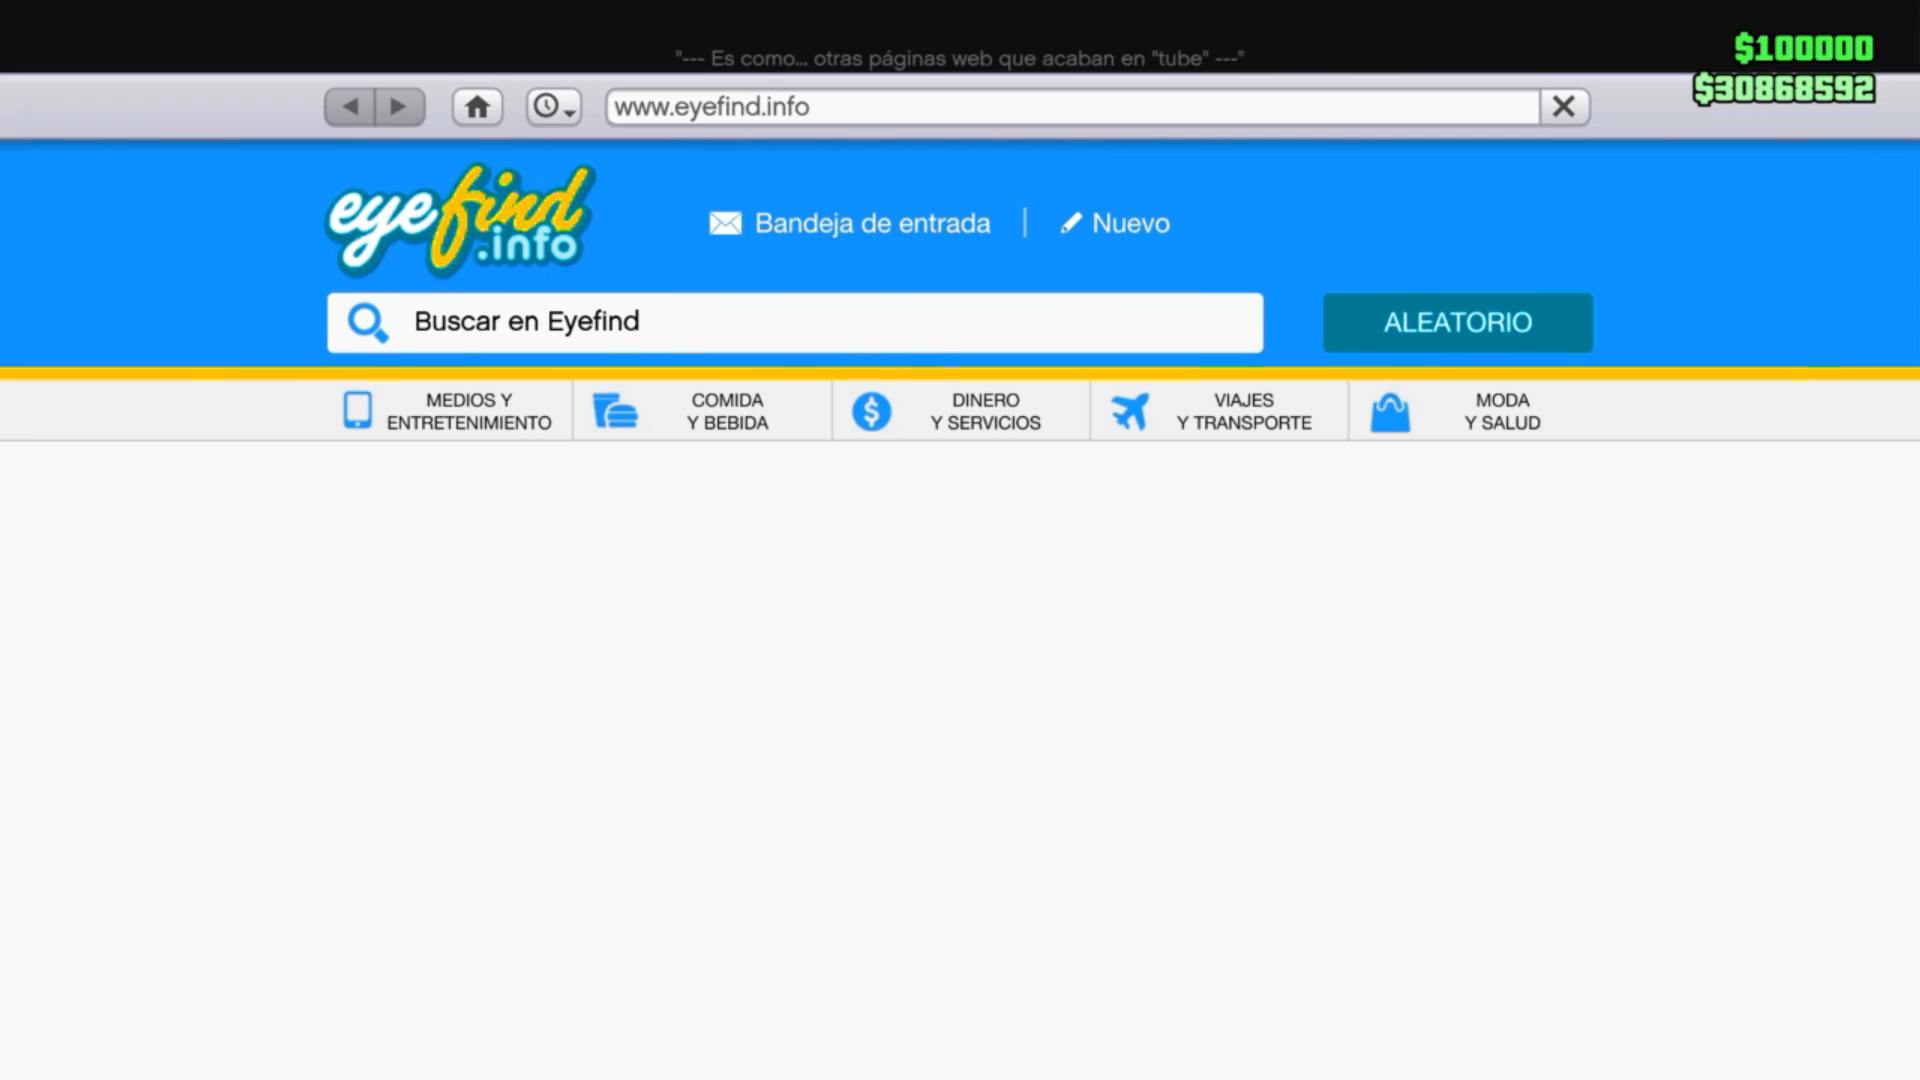 "--- Es como... otras páginas web que acaban en "tube" ---"
$100000
$30868592
www.eyefind.info
eyefind
.info
Bandeja de entrada
Nuevo
Buscar en Eyefind
ALEATORIO
MEDIOS Y
ENTRETENIMIENTO
COMIDA
Y BEBIDA
DINERO
Y SERVICIOS
VIAJES
Y TRANSPORTE
MODA
Y SALUD